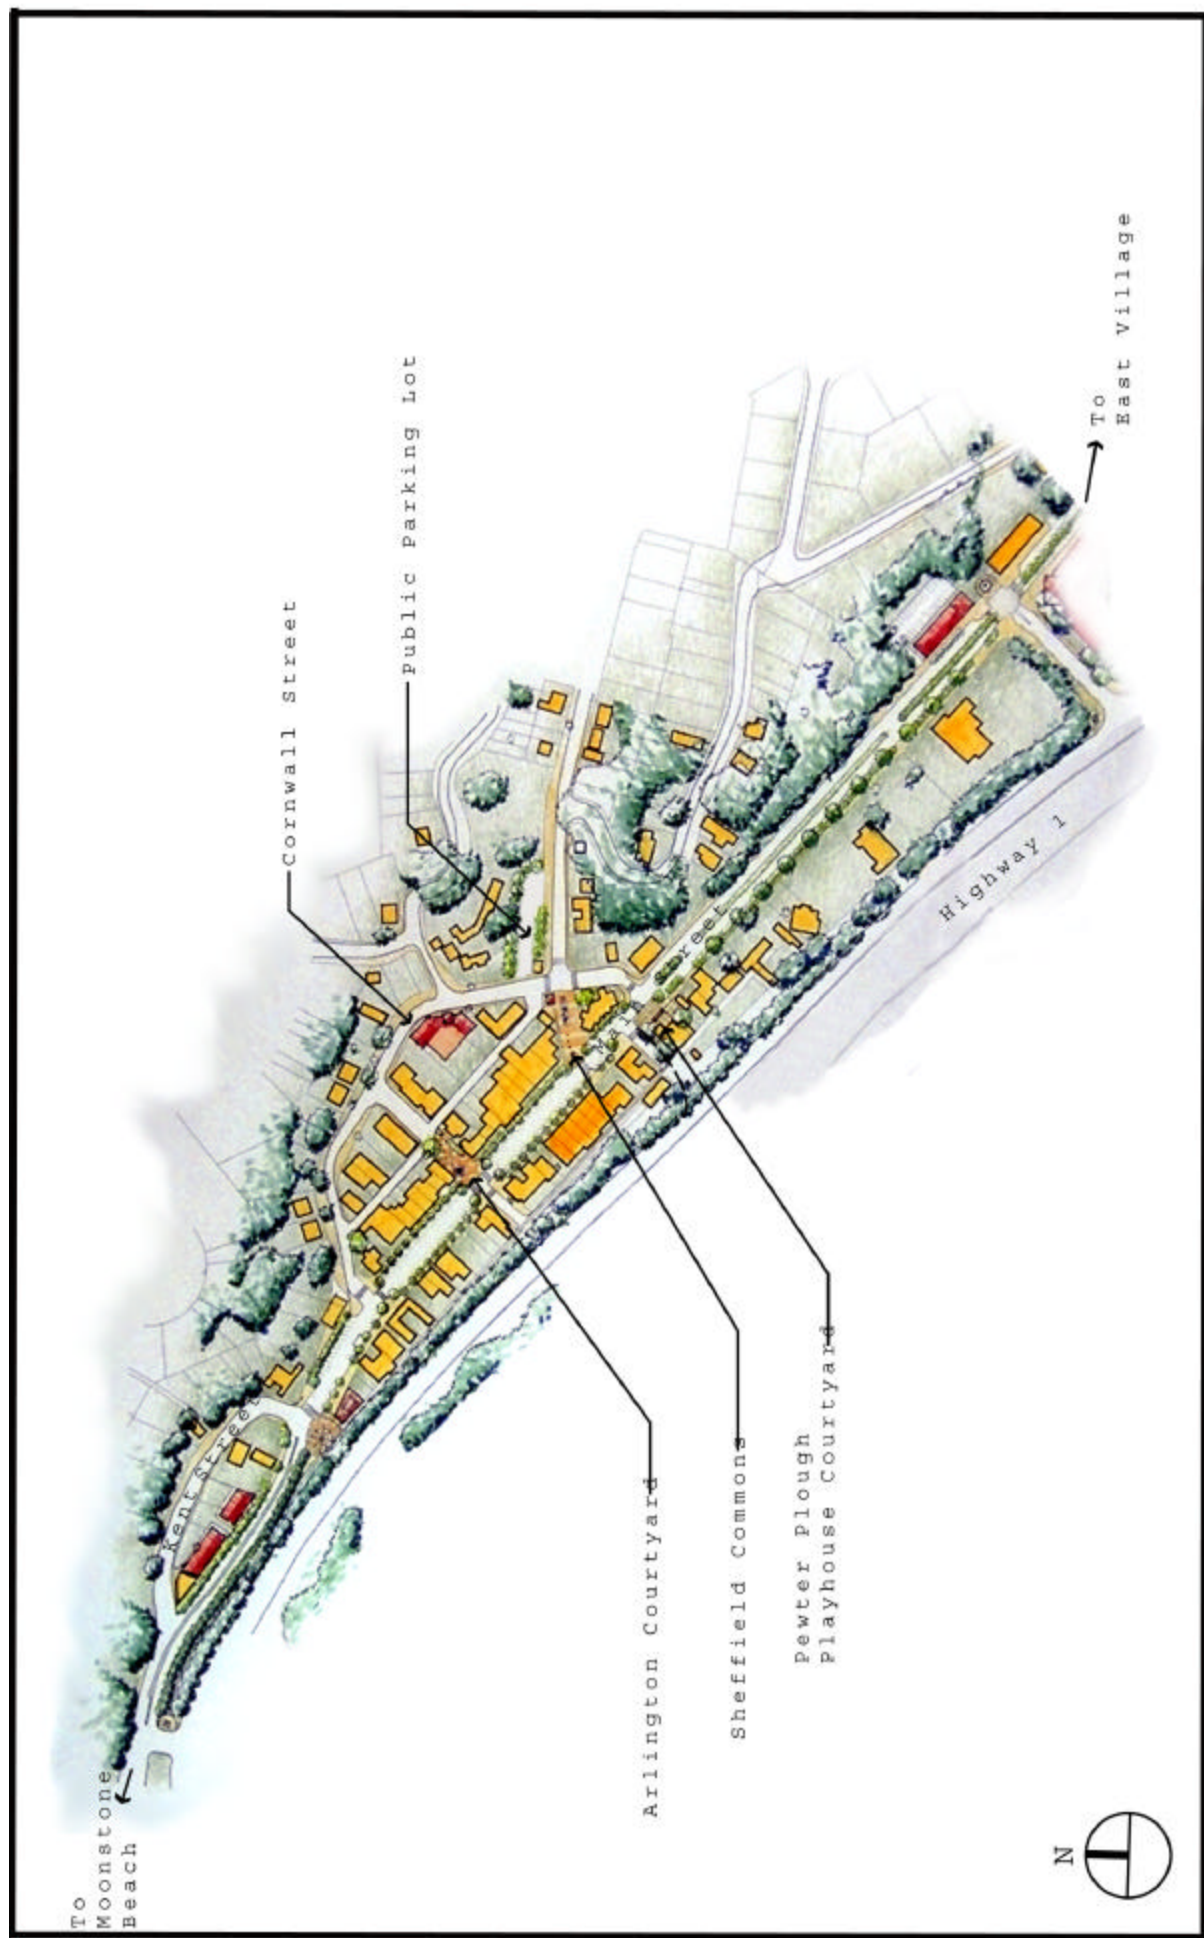 To
Moonstone
Beach
Kent Street
Cornwall Street
Public Parking Lot
Arlington Courtyard
Sheffield Commons
Pewter Plough
Playhouse Courtyard
Street
Highway 1
To
East Village
N